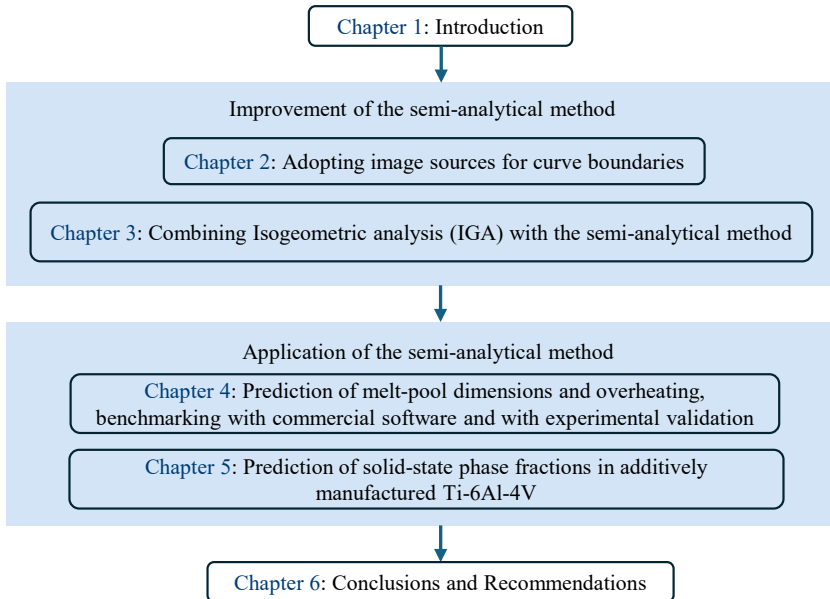 Chapter 1: Introduction
Improvement of the semi-analytical method
Chapter 2: Adopting image sources for curve boundaries
Chapter 3: Combining Isogeometric analysis (IGA) with the semi-analytical method
Application of the semi-analytical method
Chapter 4: Prediction of melt-pool dimensions and overheating,
benchmarking with commercial software and with experimental validation
Chapter 5: Prediction of solid-state phase fractions in additively
manufactured Ti-6Al-4V
Chapter 6: Conclusions and Recommendations